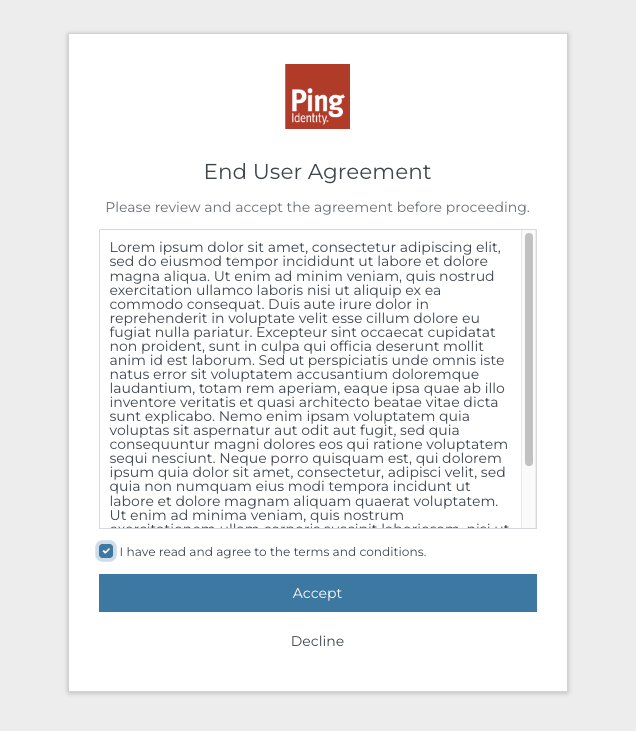 Ping
Identity.
End User Agreement
Please review and accept the agreement before proceeding.
Lorem ipsum dolor sit amet, consectetur adipiscing elit,
sed do eiusmod tempor incididunt ut labore et dolore
magna aliqua. Ut enim ad minim veniam, quis nostrud
exercitation ullamco laboris nisi ut aliquip ex ea
commodo consequat. Duis aute irure dolor in
reprehenderit in voluptate velit esse cillum dolore eu
fugiat nulla pariatur. Excepteur sint occaecat cupidatat
non proident, sunt in culpa qui officia deserunt mollit
anim id est laborum. Sed ut perspiciatis unde omnis iste
natus error sit voluptatem accusantium doloremque
laudantium, totam rem aperiam, eaque ipsa quae ab illo
inventore veritatis et quasi architecto beatae vitae dicta
sunt explicabo. Nemo enim ipsam voluptatem quia
voluptas sit aspernatur aut odit aut fugit, sed quia
consequuntur magni dolores eos qui ratione voluptatem
sequi nesciunt. Neque porro quisquam est, qui dolorem
ipsum quia dolor sit amet, consectetur, adipisci velit, sed
quia non numquam eius modi tempora incidunt ut
labore et dolore magnam aliquam quaerat voluptatem.
Ut enim ad minima veniam, quis nostrum
I have read and agree to the terms and conditions.
Accept
Decline